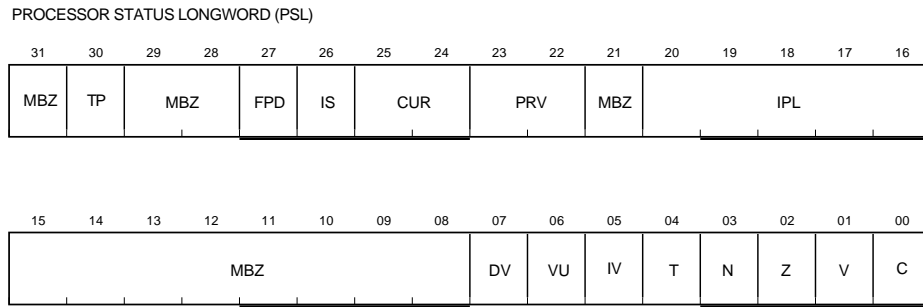 PROCESSOR STATUS LONGWORD (PSL)
31 30 29 28 27 26 25 24 23 22 21 20 19 18 17 16
MBZ TP MBZ FPD IS CUR PRV MBZ IPL
15 14 13 12 11 10 09 08 07 06 05 04 03 02 01 00
MBZ DV VU IV T N Z V C